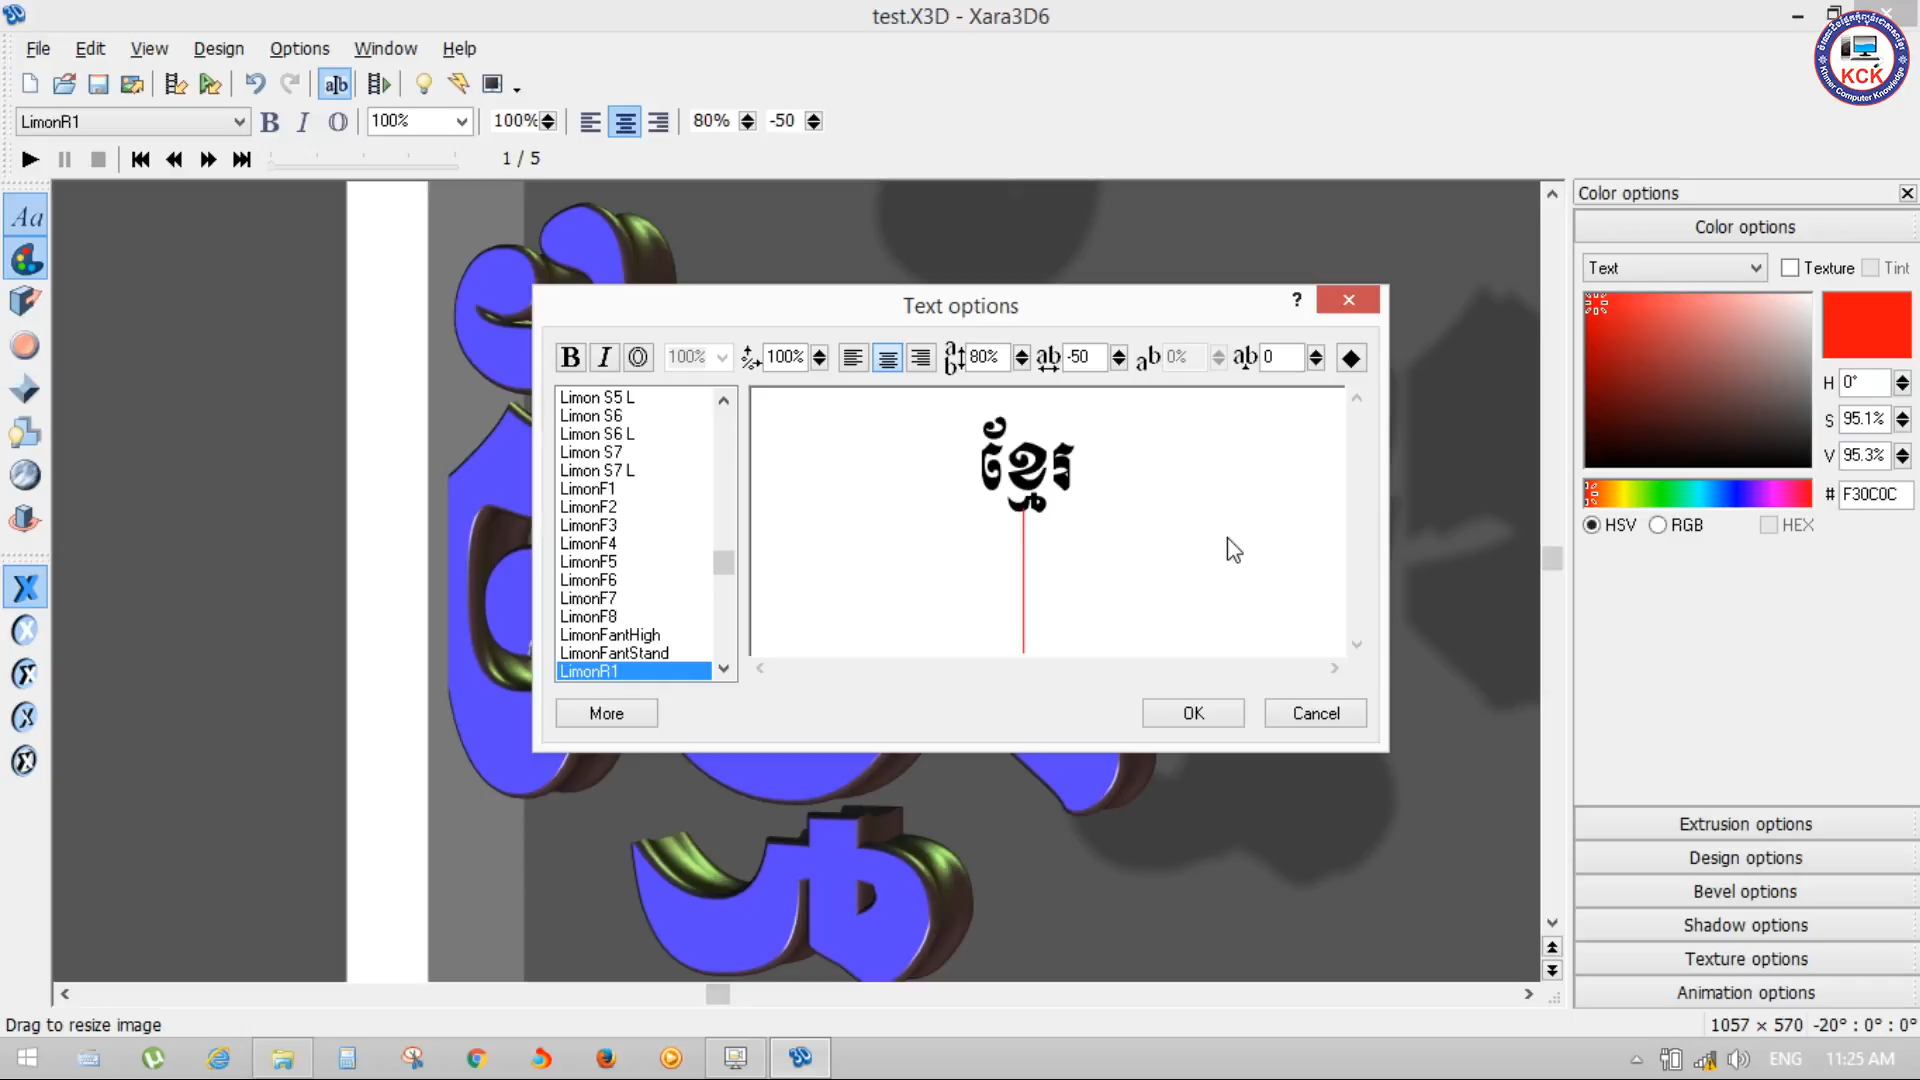 test.X3D - Xara3D6
File Edit View Design Options Window Help
LimonR1 100% 100% 80% -50
1 / 5
Color options
Color options
Text Texture Tint
H 0°
S 95.1%
V 95.3%
# F30C0C
HSV RGB HEX
Extrusion options
Design options
Bevel options
Shadow options
Texture options
Animation options
Text options
100% 100% 80% -50 0% 0
Limon S5 L
Limon S6
Limon S6 L
Limon S7
Limon S7 L
LimonF1
LimonF2
LimonF3
LimonF4
LimonF5
LimonF6
LimonF7
LimonF8
LimonFantHigh
LimonFantStand
LimonR1
ខ្មែរ
More OK Cancel
Drag to resize image
1057 × 570 -20° : 0° : 0°
ENG 11:25 AM
KCK
Khmer Computer Knowledge